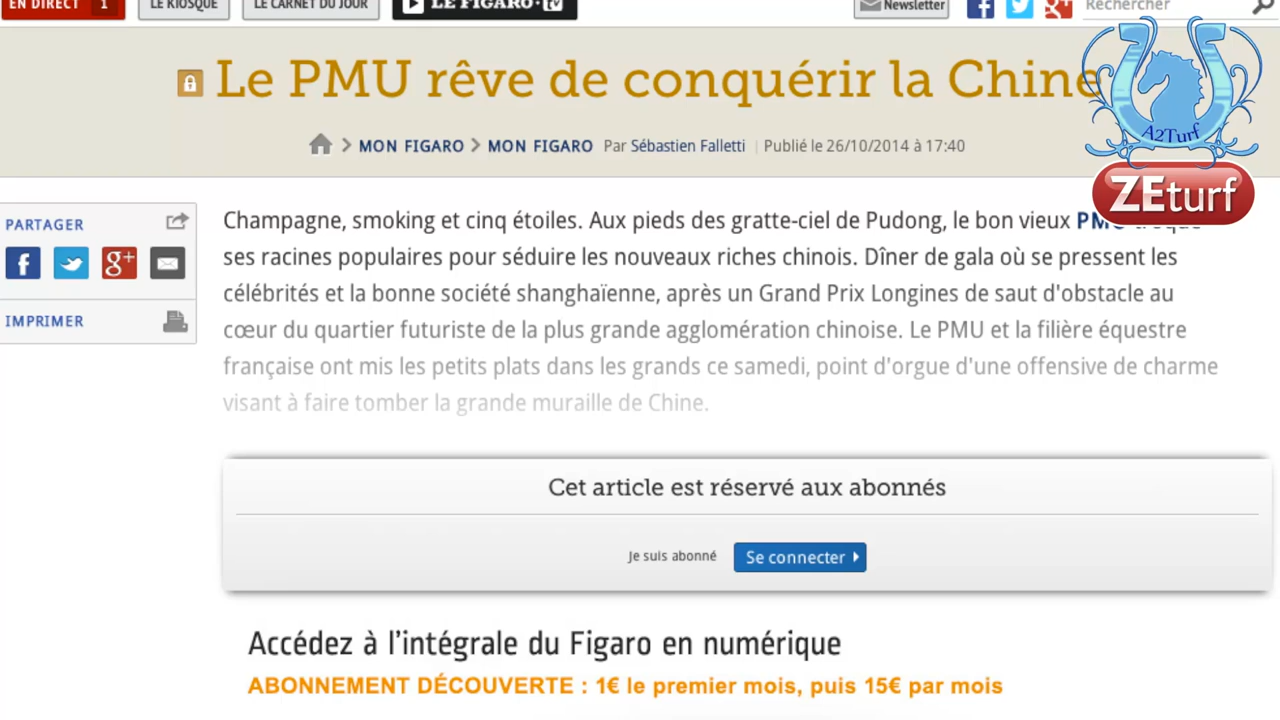 EN DIRECT 1 LE KIOSQUE LE CARNET DU JOUR LE FIGARO·tv Newsletter Rechercher
Le PMU rêve de conquérir la Chine
A2Turf
MON FIGARO MON FIGARO Par Sébastien Falletti Publié le 26/10/2014 à 17:40
ZEturf
PARTAGER
IMPRIMER
Champagne, smoking et cinq étoiles. Aux pieds des gratte-ciel de Pudong, le bon vieux PMU troque
ses racines populaires pour séduire les nouveaux riches chinois. Dîner de gala où se pressent les
célébrités et la bonne société shanghaïenne, après un Grand Prix Longines de saut d'obstacle au
cœur du quartier futuriste de la plus grande agglomération chinoise. Le PMU et la filière équestre
française ont mis les petits plats dans les grands ce samedi, point d'orgue d'une offensive de charme
visant à faire tomber la grande muraille de Chine.
Cet article est réservé aux abonnés
Je suis abonné Se connecter
Accédez à l'intégrale du Figaro en numérique
ABONNEMENT DÉCOUVERTE : 1€ le premier mois, puis 15€ par mois